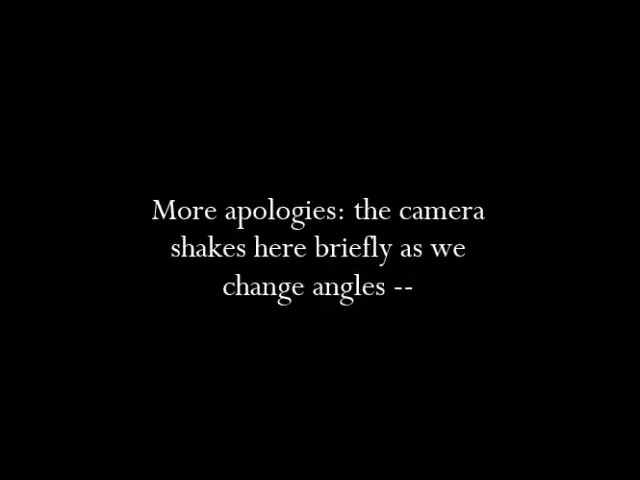 More apologies: the camera
shakes here briefly as we
change angles --